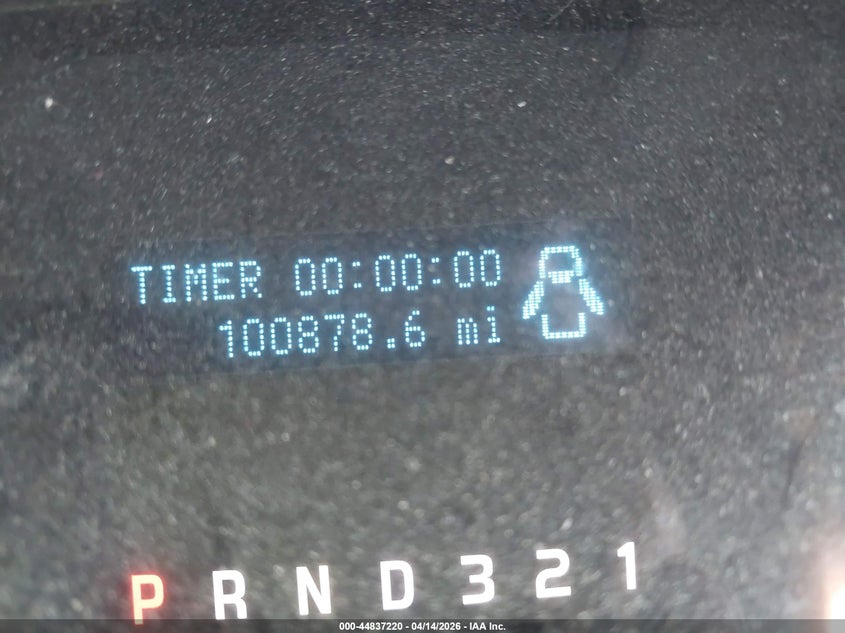 TIMER 00:00:00
100878.6 mi
P R N D 3 2 1
000-44837220 - 04/14/2026 - IAA Inc.